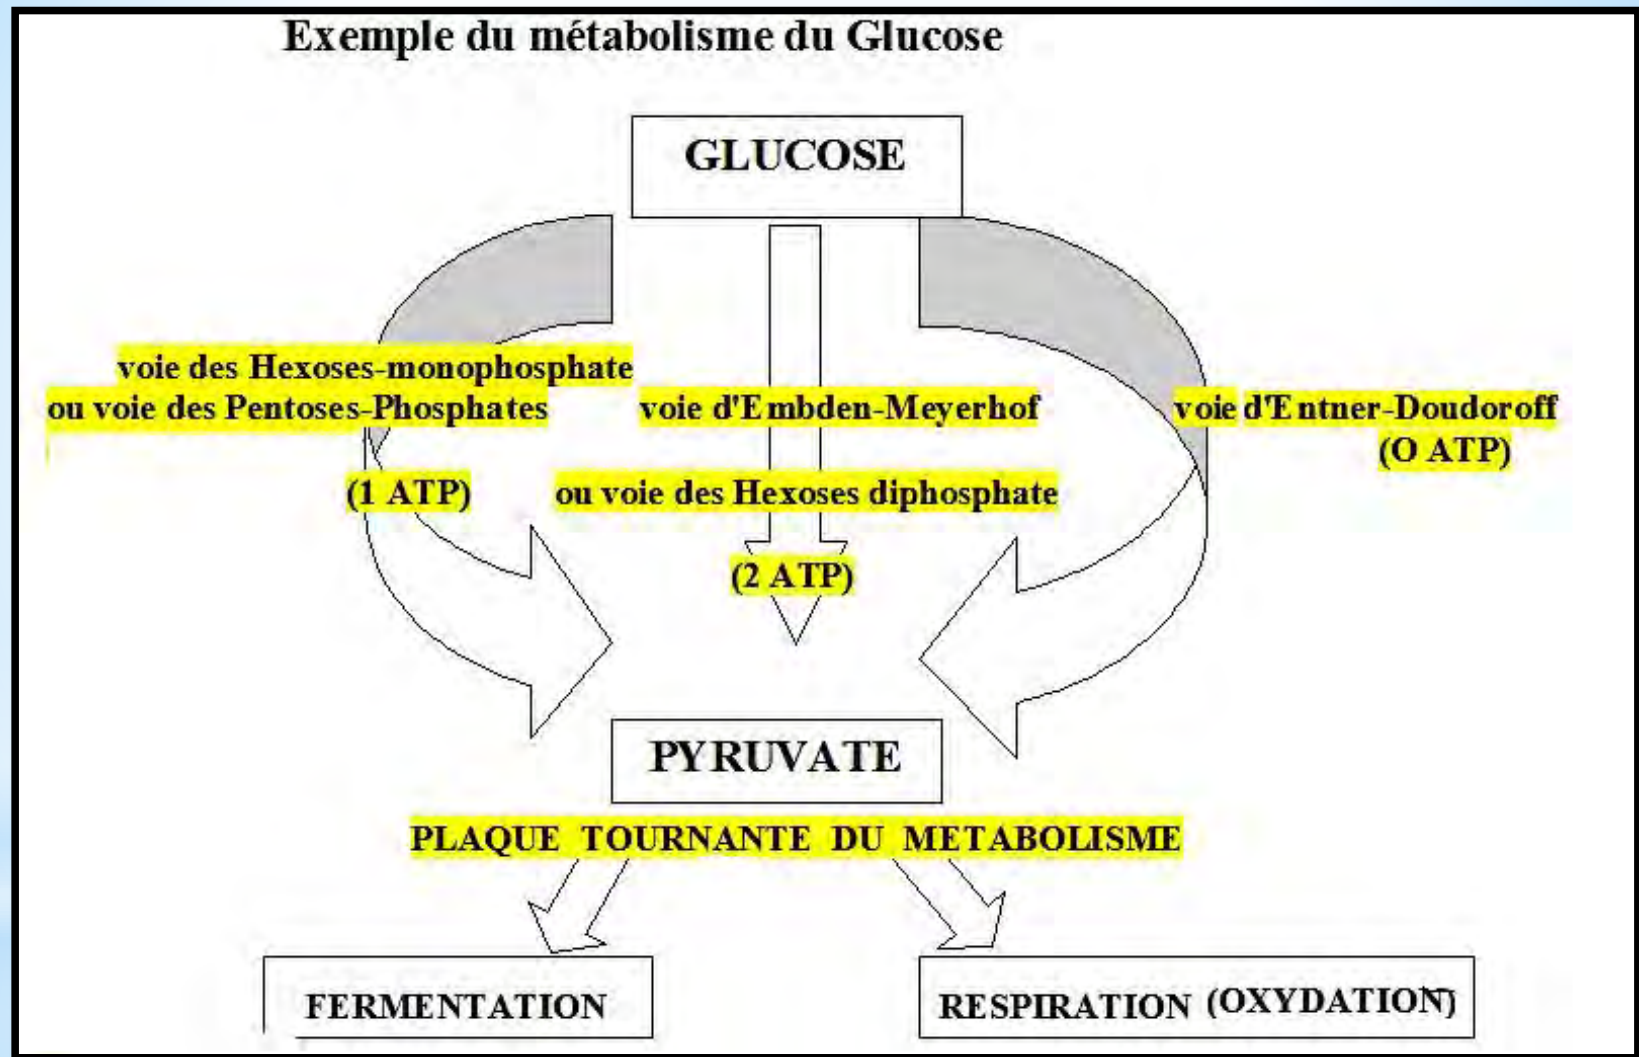 Exemple du métabolisme du Glucose
GLUCOSE
voie des Hexoses-monophosphate
ou voie des Pentoses-Phosphates
(1 ATP)
voie d'Embden-Meyerhof
ou voie des Hexoses diphosphate
(2 ATP)
voie d'Entner-Doudoroff
(O ATP)
PYRUVATE
PLAQUE TOURNANTE DU METABOLISME
FERMENTATION
RESPIRATION (OXYDATION)